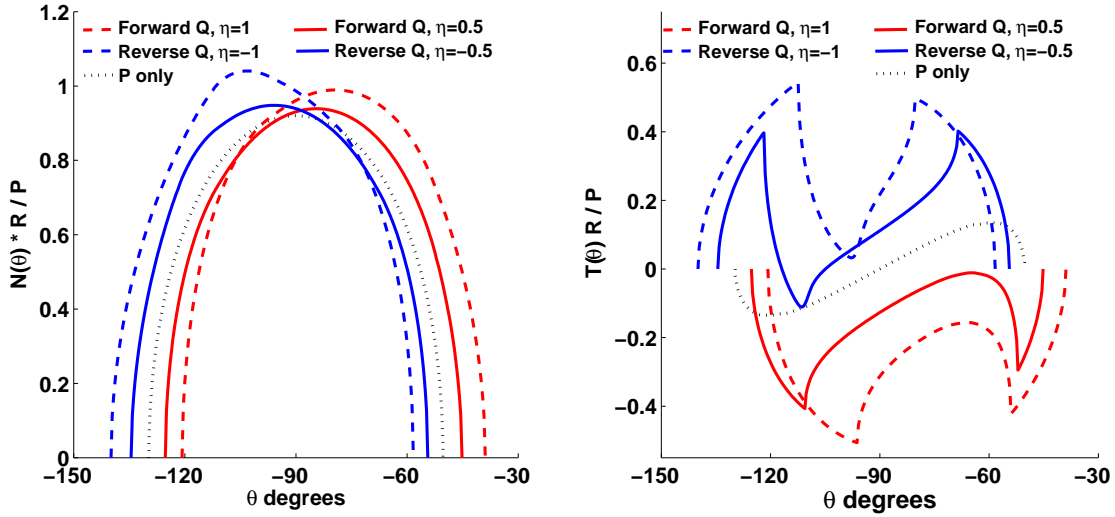 1.2
1
0.8
0.6
0.4
0.2
0
−150
−120
−90
−60
−30
N(θ) * R / P
θ degrees
Forward Q, η=1
Reverse Q, η=−1
P only
Forward Q, η=0.5
Reverse Q, η=−0.5
0.6
0.4
0.2
0
−0.2
−0.4
−150
−120
−90
−60
−30
T(θ) R / P
θ degrees
Forward Q, η=1
Reverse Q, η=−1
Forward Q, η=0.5
Reverse Q, η=−0.5
P only